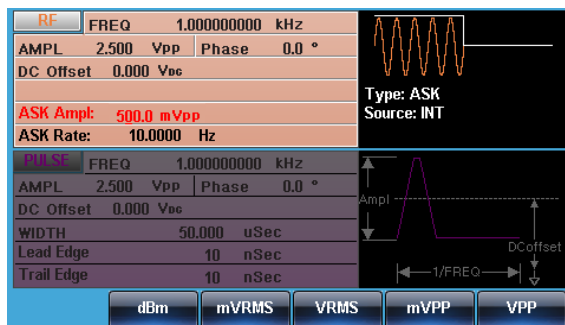 RF FREQ 1.000000000 kHz
AMPL 2.500 Vpp Phase 0.0 °
DC Offset 0.000 VDC
ASK Ampl: 500.0 mVpp
ASK Rate: 10.0000 Hz
Type: ASK
Source: INT
PULSE FREQ 1.000000000 kHz
AMPL 2.500 Vpp Phase 0.0 °
DC Offset 0.000 VDC
WIDTH 50.000 uSec
Lead Edge 10 nSec
Trail Edge 10 nSec
Ampl
DCoffset
1/FREQ
dBm mVRMS VRMS mVPP VPP